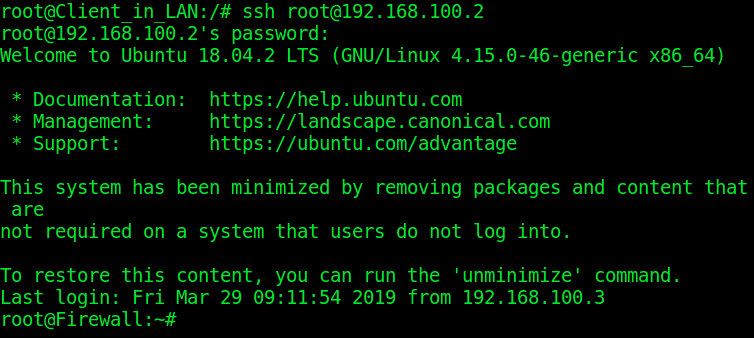 root@Client_in_LAN:/# ssh root@192.168.100.2
root@192.168.100.2's password:
Welcome to Ubuntu 18.04.2 LTS (GNU/Linux 4.15.0-46-generic x86_64)
* Documentation:  https://help.ubuntu.com
* Management:     https://landscape.canonical.com
* Support:        https://ubuntu.com/advantage
This system has been minimized by removing packages and content that
are
not required on a system that users do not log into.
To restore this content, you can run the 'unminimize' command.
Last login: Fri Mar 29 09:11:54 2019 from 192.168.100.3
root@Firewall:~#